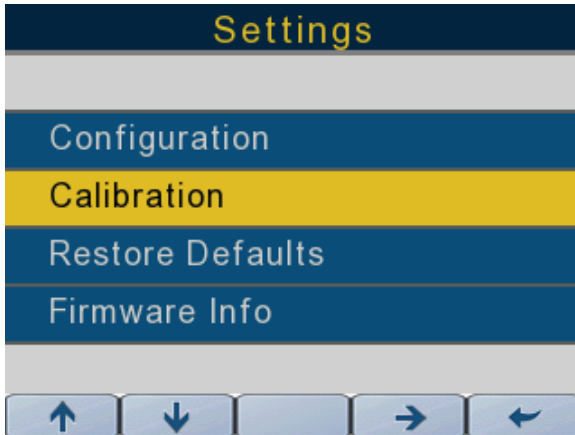 Settings
Configuration
Calibration
Restore Defaults
Firmware Info